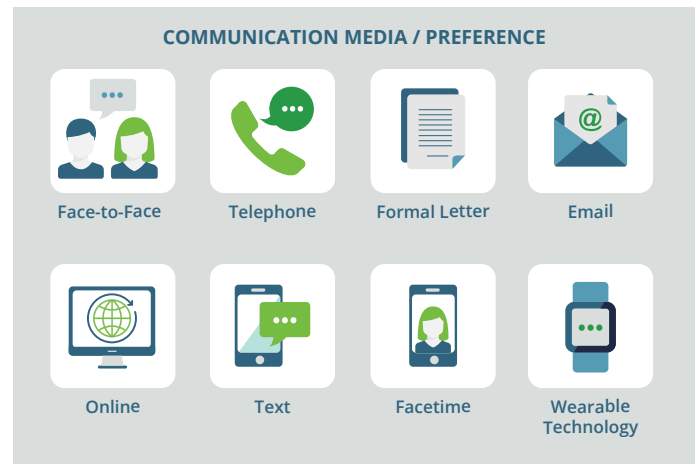 COMMUNICATION MEDIA / PREFERENCE
Face-to-Face
Telephone
Formal Letter
Email
@
Online
Text
Facetime
Wearable
Technology